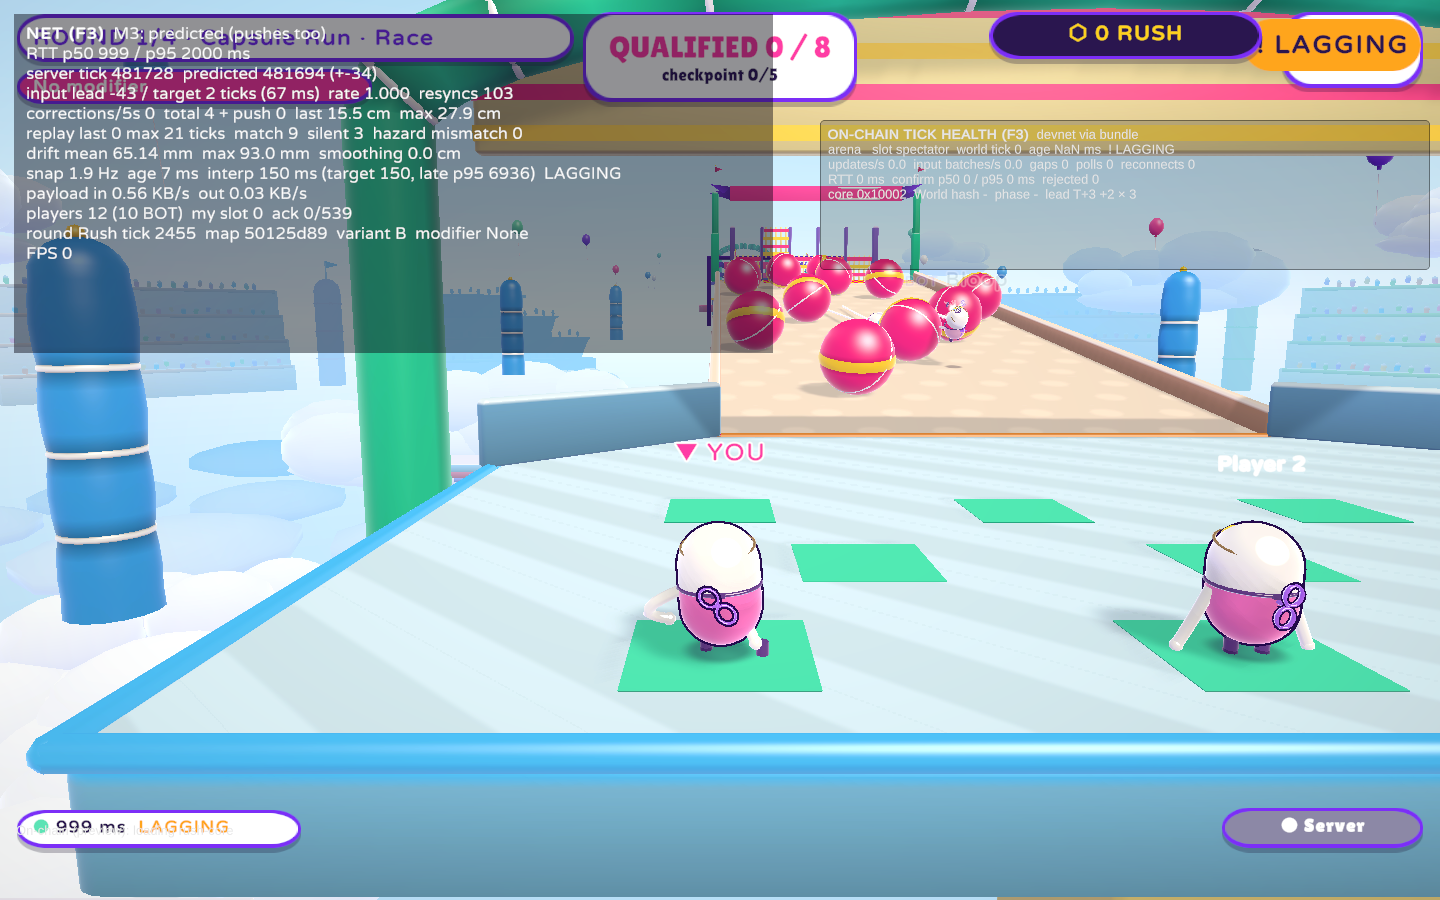 NET (F3) M3: predicted (pushes too)
RTT p50 999 / p95 2000 ms
server tick 481728 predicted 481694 (+-34)
input lead -43 / target 2 ticks (67 ms) rate 1.000 resyncs 103
corrections/5s 0 total 4 + push 0 last 15.5 cm max 27.9 cm
replay last 0 max 21 ticks match 9 silent 3 hazard mismatch 0
drift mean 65.14 mm max 93.0 mm smoothing 0.0 cm
snap 1.9 Hz age 7 ms interp 150 ms (target 150, late p95 6936) LAGGING
payload in 0.56 KB/s out 0.03 KB/s
players 12 (10 BOT) my slot 0 ack 0/539
round Rush tick 2455 map 50125d89 variant B modifier None
FPS 0
Capsule Run · Race
No modifier
QUALIFIED 0 / 8
checkpoint 0/5
0 RUSH
! LAGGING
ON-CHAIN TICK HEALTH (F3) devnet via bundle
arena slot spectator world tick 0 age NaN ms ! LAGGING
updates/s 0.0 input batches/s 0.0 gaps 0 polls 0 reconnects 0
RTT 0 ms confirm p50 0 / p95 0 ms rejected 0
core 0x10002 World hash - phase - lead T+3 +2 × 3
Bloop
YOU
Player 2
999 ms LAGGING
Server